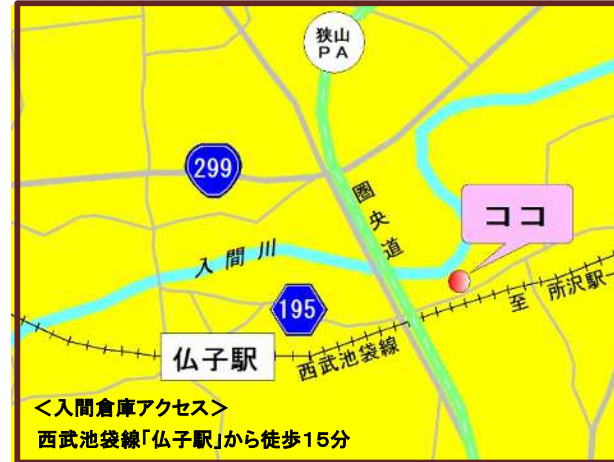 狭山
PA
299
圏央道
ココ
入間川
195
至 所沢駅
仏子駅
西武池袋線
＜入間倉庫アクセス＞
西武池袋線「仏子駅」から徒歩15分